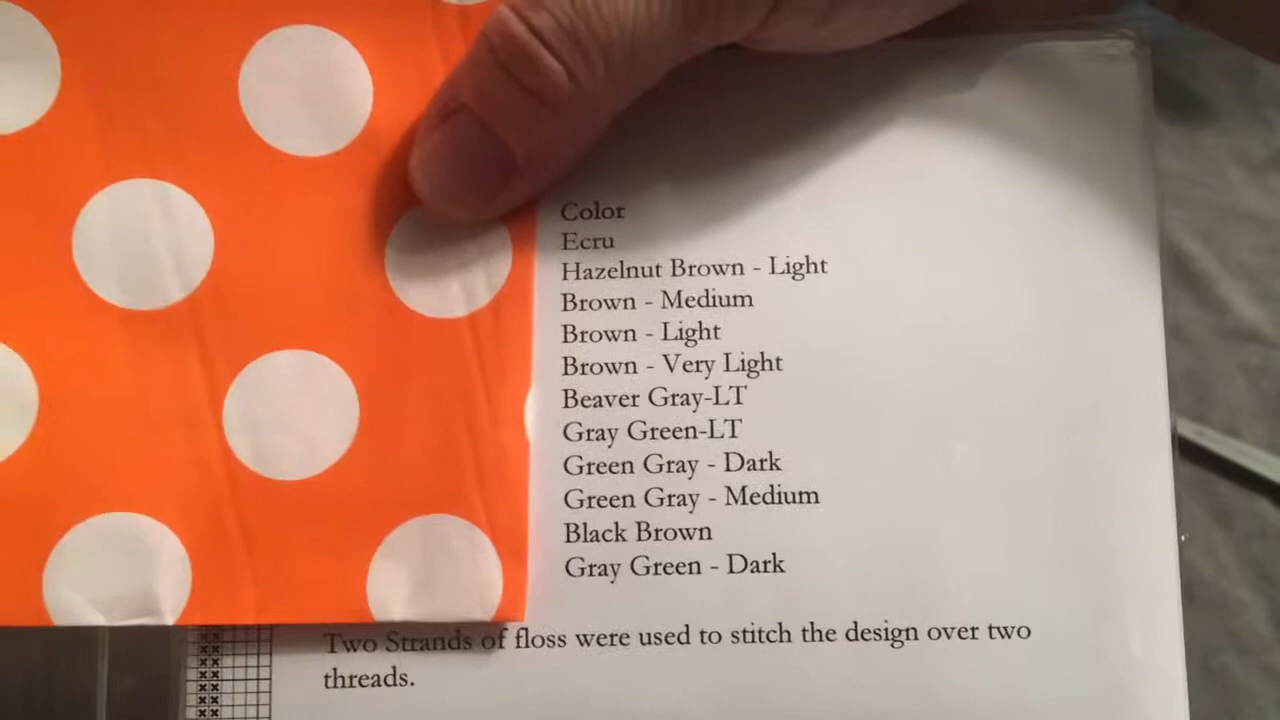 Color
Ecru
Hazelnut Brown - Light
Brown - Medium
Brown - Light
Brown - Very Light
Beaver Gray-LT
Gray Green-LT
Green Gray - Dark
Green Gray - Medium
Black Brown
Gray Green - Dark
Two Strands of floss were used to stitch the design over two
threads.